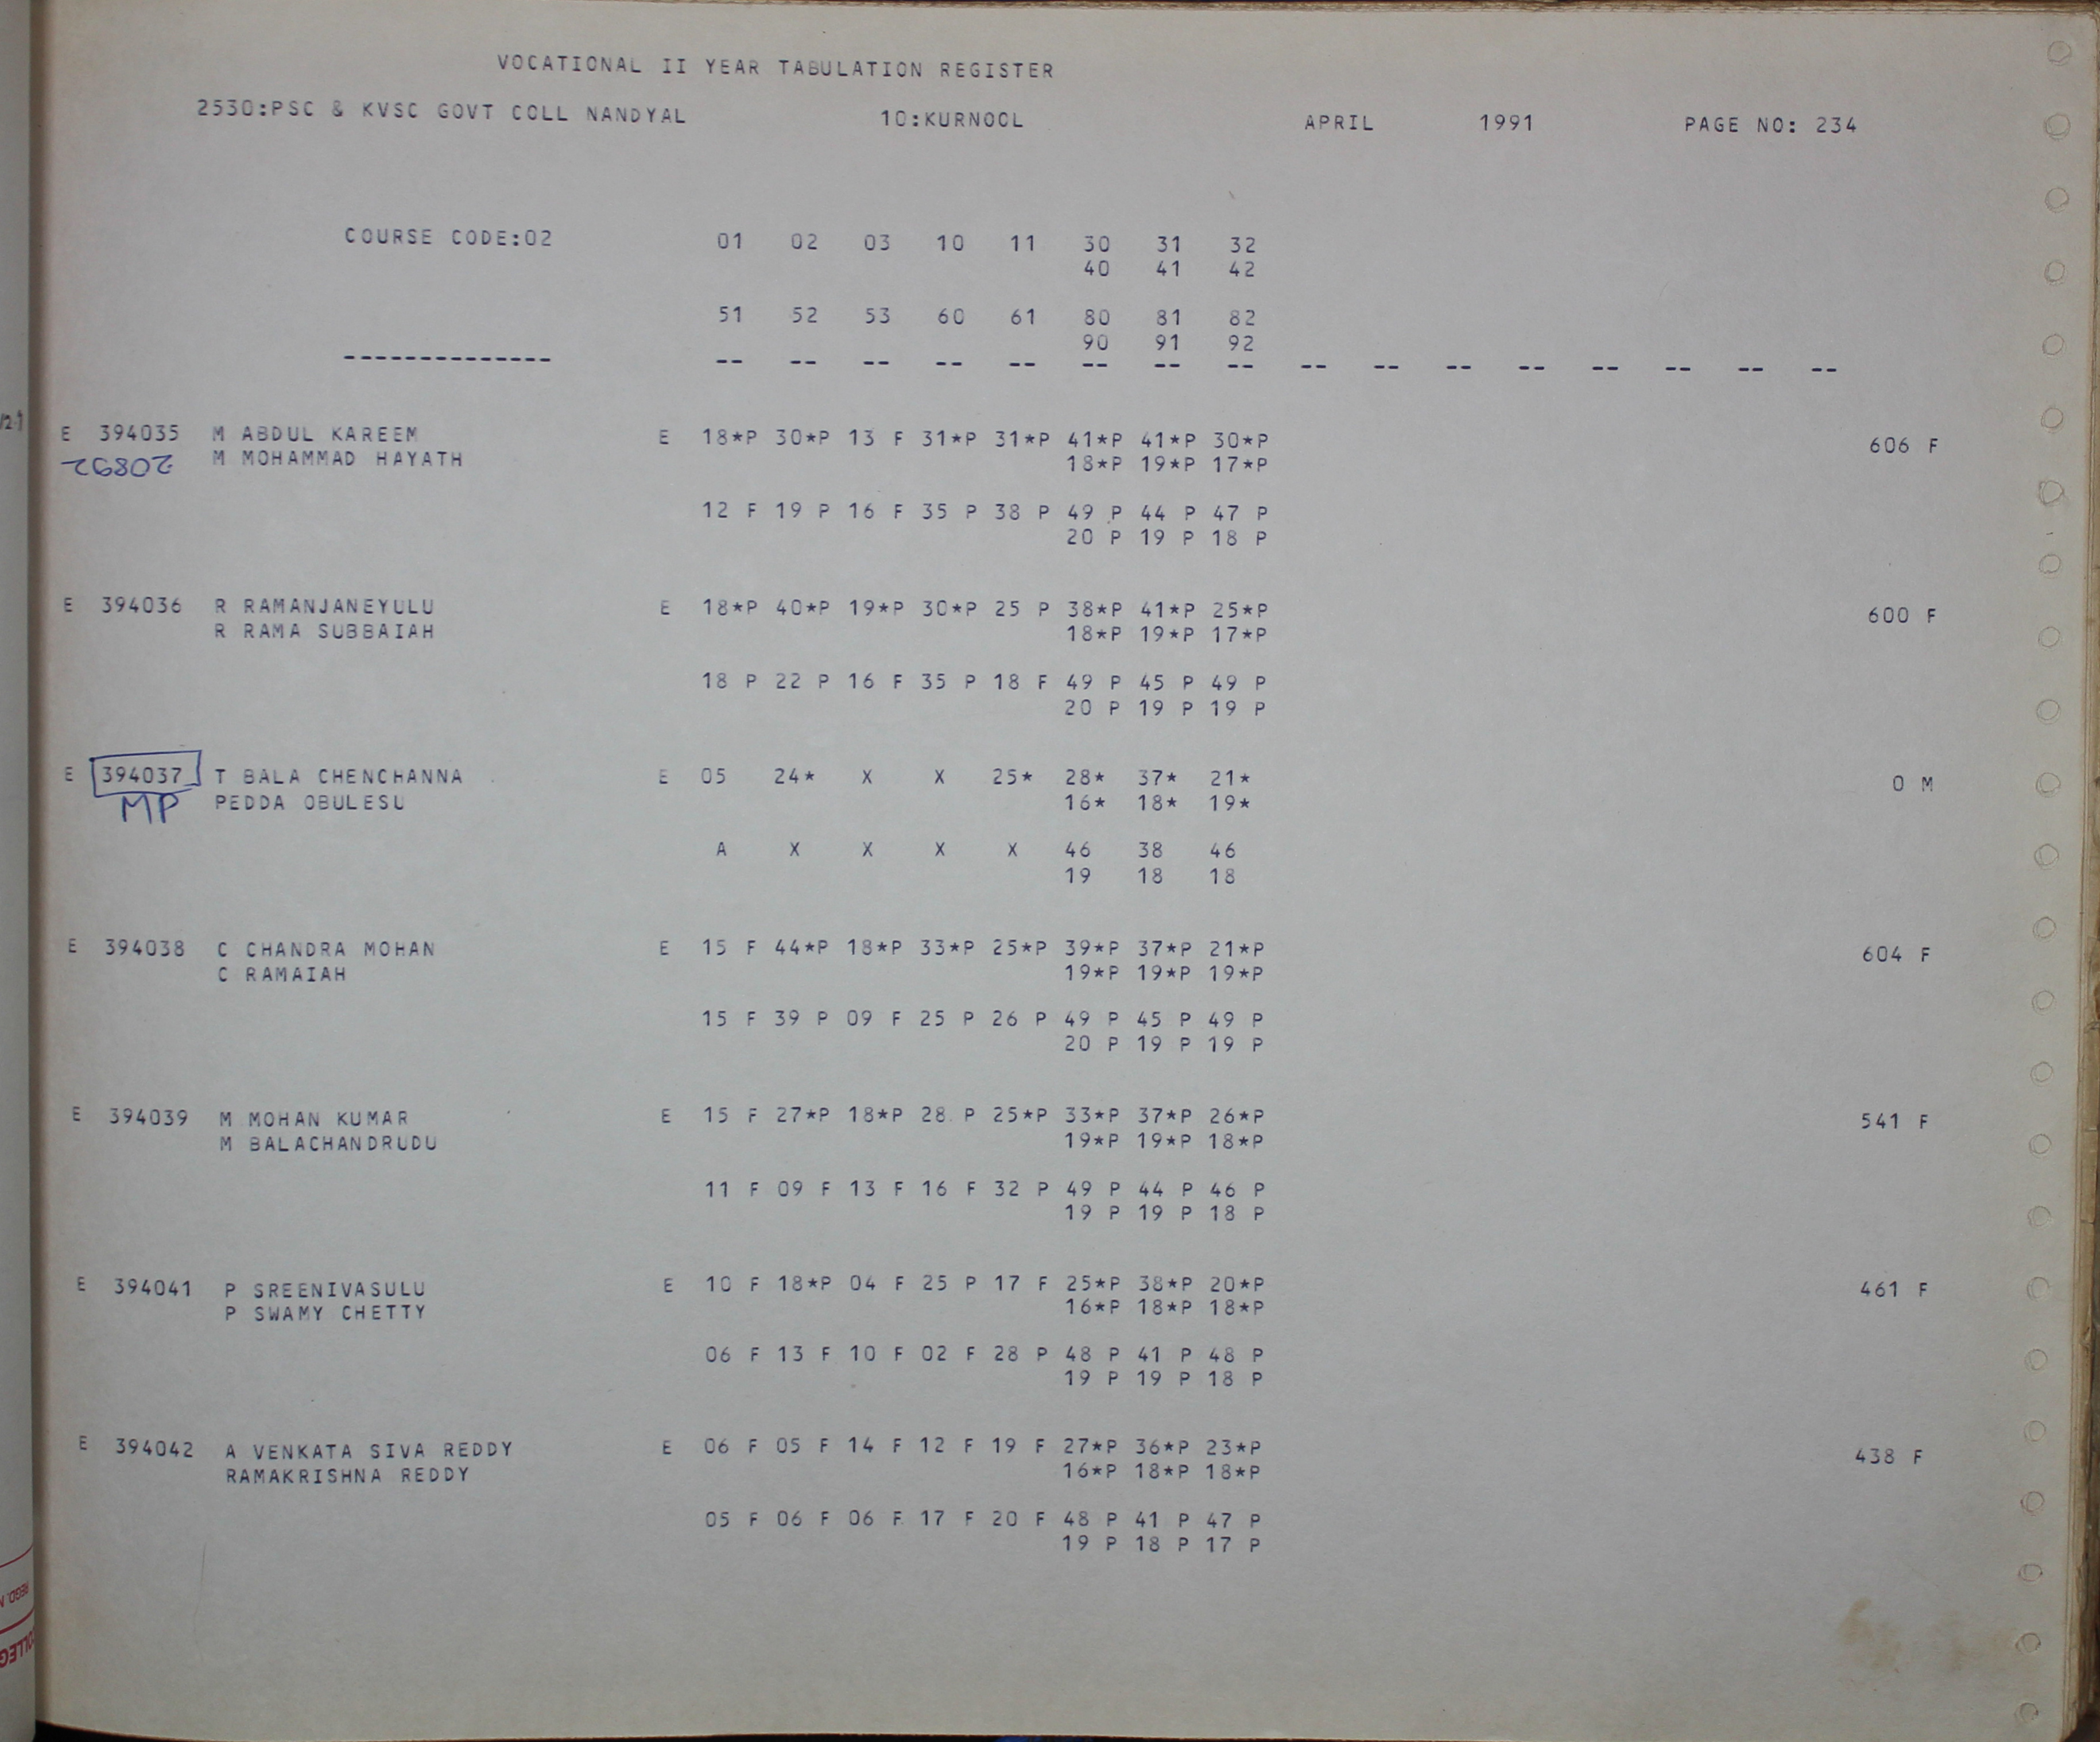 VOCATIONAL II YEAR TABULATION REGISTER
2530:PSC & KVSC GOVT COLL NANDYAL 10:KURNOOL APRIL 1991 PAGE NO: 234
COURSE CODE:02 01 02 03 10 11 30 31 32
40 41 42
51 52 53 60 61 80 81 82
90 91 92
-------------- -- -- -- -- -- -- -- -- -- -- -- -- -- -- -- --
E 394035 M ABDUL KAREEM E 18*P 30*P 13 F 31*P 31*P 41*P 41*P 30*P 606 F
20892 M MOHAMMAD HAYATH 18*P 19*P 17*P
12 F 19 P 16 F 35 P 38 P 49 P 44 P 47 P
20 P 19 P 18 P
E 394036 R RAMANJANEYULU E 18*P 40*P 19*P 30*P 25 P 38*P 41*P 25*P 600 F
R RAMA SUBBAIAH 18*P 19*P 17*P
18 P 22 P 16 F 35 P 18 F 49 P 45 P 49 P
20 P 19 P 19 P
E 394037 T BALA CHENCHANNA E 05 24* X X 25* 28* 37* 21* 0 M
MP PEDDA OBULESU 16* 18* 19*
A X X X X 46 38 46
19 18 18
E 394038 C CHANDRA MOHAN E 15 F 44*P 18*P 33*P 25*P 39*P 37*P 21*P 604 F
C RAMAIAH 19*P 19*P 19*P
15 F 39 P 09 F 25 P 26 P 49 P 45 P 49 P
20 P 19 P 19 P
E 394039 M MOHAN KUMAR E 15 F 27*P 18*P 28 P 25*P 33*P 37*P 26*P 541 F
M BALACHANDRUDU 19*P 19*P 18*P
11 F 09 F 13 F 16 F 32 P 49 P 44 P 46 P
19 P 19 P 18 P
E 394041 P SREENIVASULU E 10 F 18*P 04 F 25 P 17 F 25*P 38*P 20*P 461 F
P SWAMY CHETTY 16*P 18*P 18*P
06 F 13 F 10 F 02 F 28 P 48 P 41 P 48 P
19 P 19 P 18 P
E 394042 A VENKATA SIVA REDDY E 06 F 05 F 14 F 12 F 19 F 27*P 36*P 23*P 438 F
RAMAKRISHNA REDDY 16*P 18*P 18*P
05 F 06 F 06 F 17 F 20 F 48 P 41 P 47 P
19 P 18 P 17 P